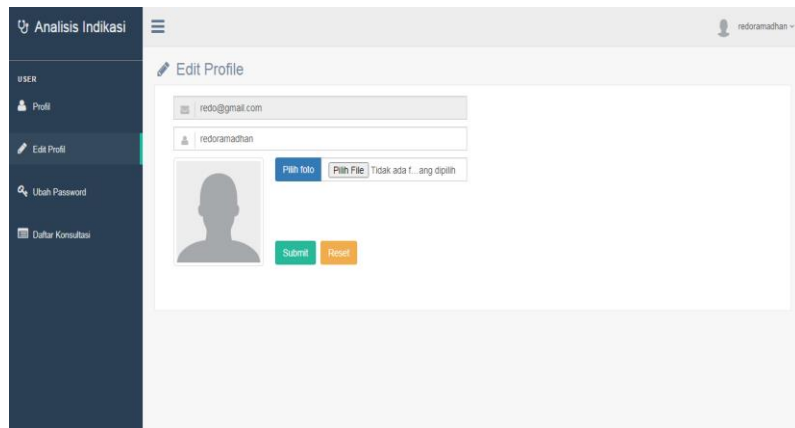 Analisis Indikasi
redoramadhan
USER
Profil
Edit Profil
Ubah Password
Daftar Konsultasi
Edit Profile
redo@gmail.com
redoramadhan
Pilih foto
Pilih File Tidak ada f...ang dipilih
Submit
Reset